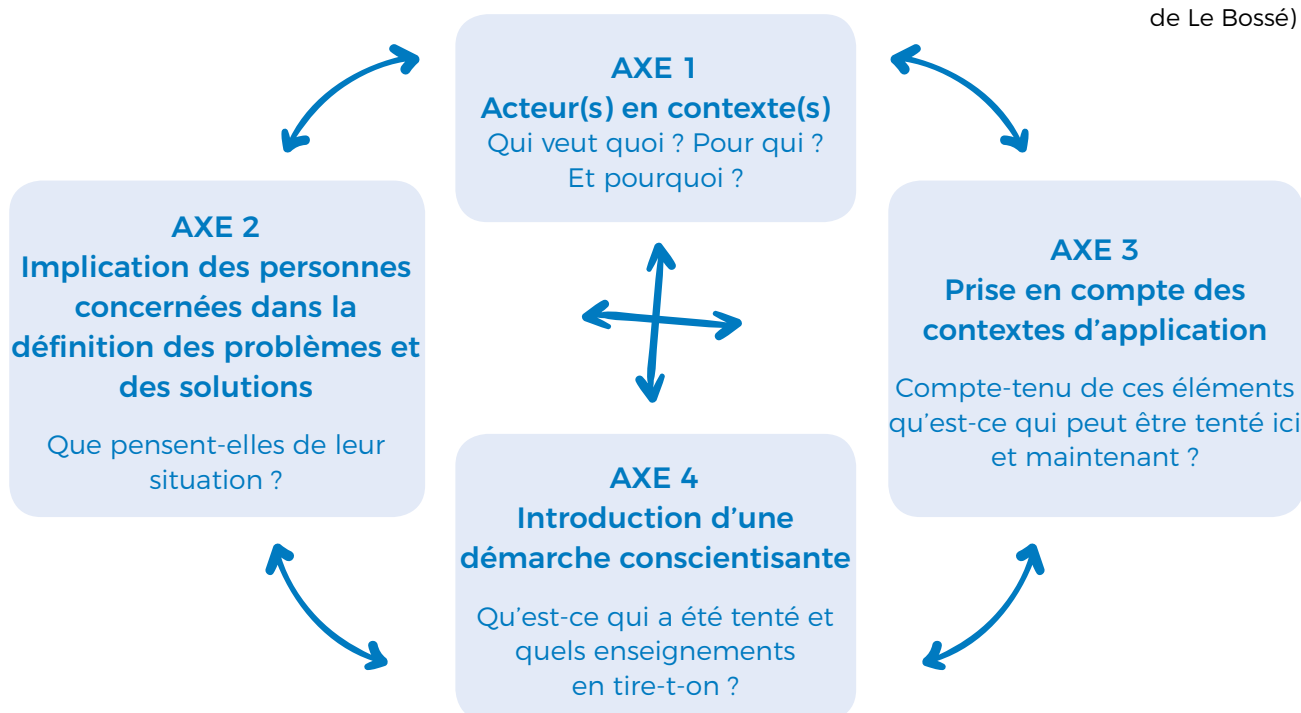 de Le Bossé)
AXE 1
Acteur(s) en contexte(s)
Qui veut quoi ? Pour qui ?
Et pourquoi ?
AXE 2
Implication des personnes
concernées dans la
définition des problèmes et
des solutions
Que pensent-elles de leur
situation ?
AXE 3
Prise en compte des
contextes d’application
Compte-tenu de ces éléments
qu’est-ce qui peut être tenté ici
et maintenant ?
AXE 4
Introduction d’une
démarche conscientisante
Qu’est-ce qui a été tenté et
quels enseignements
en tire-t-on ?